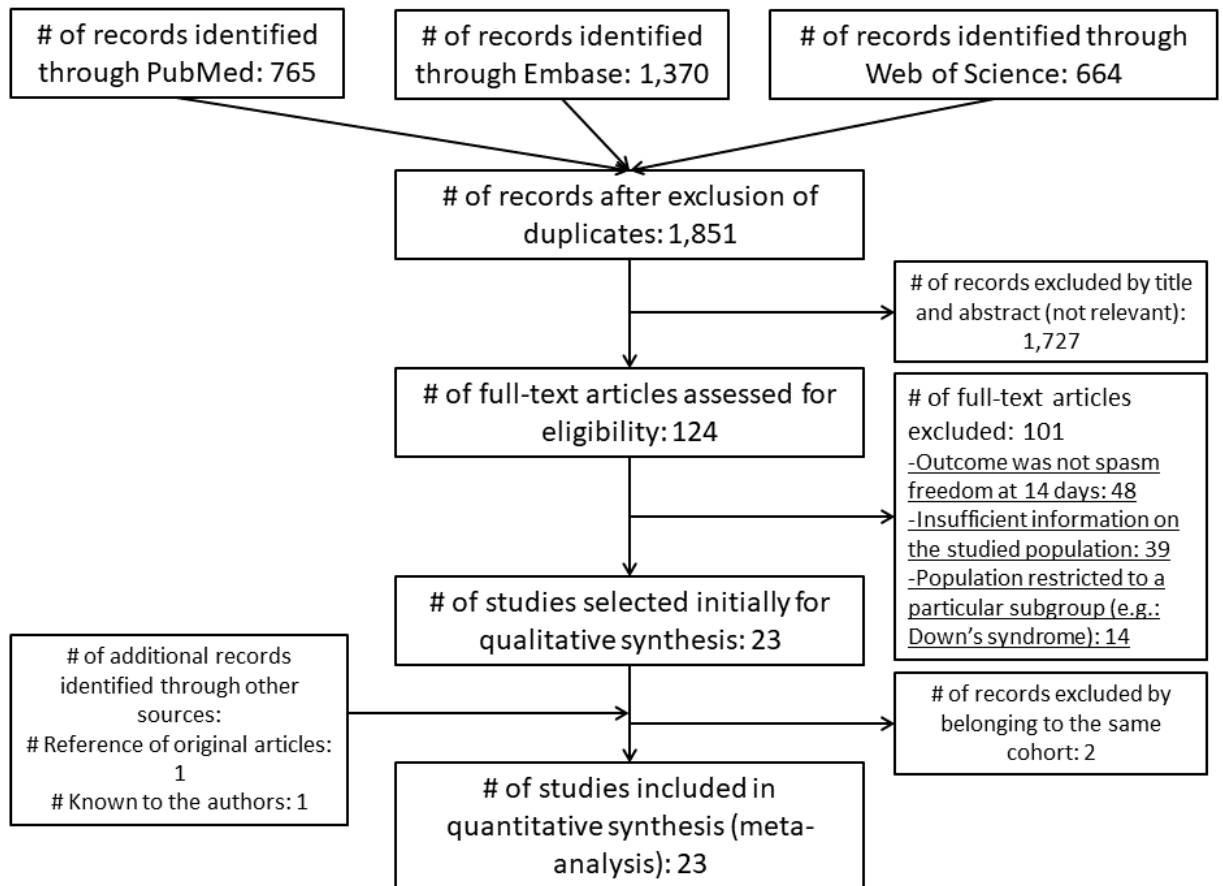 # of records identified
through PubMed: 765
# of records identified
through Embase: 1,370
# of records identified through
Web of Science: 664
# of records after exclusion of
duplicates: 1,851
# of records excluded by title
and abstract (not relevant):
1,727
# of full-text articles assessed for
eligibility: 124
# of full-text articles
excluded: 101
-Outcome was not spasm
freedom at 14 days: 48
-Insufficient information on
the studied population: 39
-Population restricted to a
particular subgroup (e.g.:
Down's syndrome): 14
# of studies selected initially for
qualitative synthesis: 23
# of additional records
identified through other
sources:
# Reference of original articles:
1
# Known to the authors: 1
# of records excluded by
belonging to the same
cohort: 2
# of studies included in
quantitative synthesis (meta-
analysis): 23